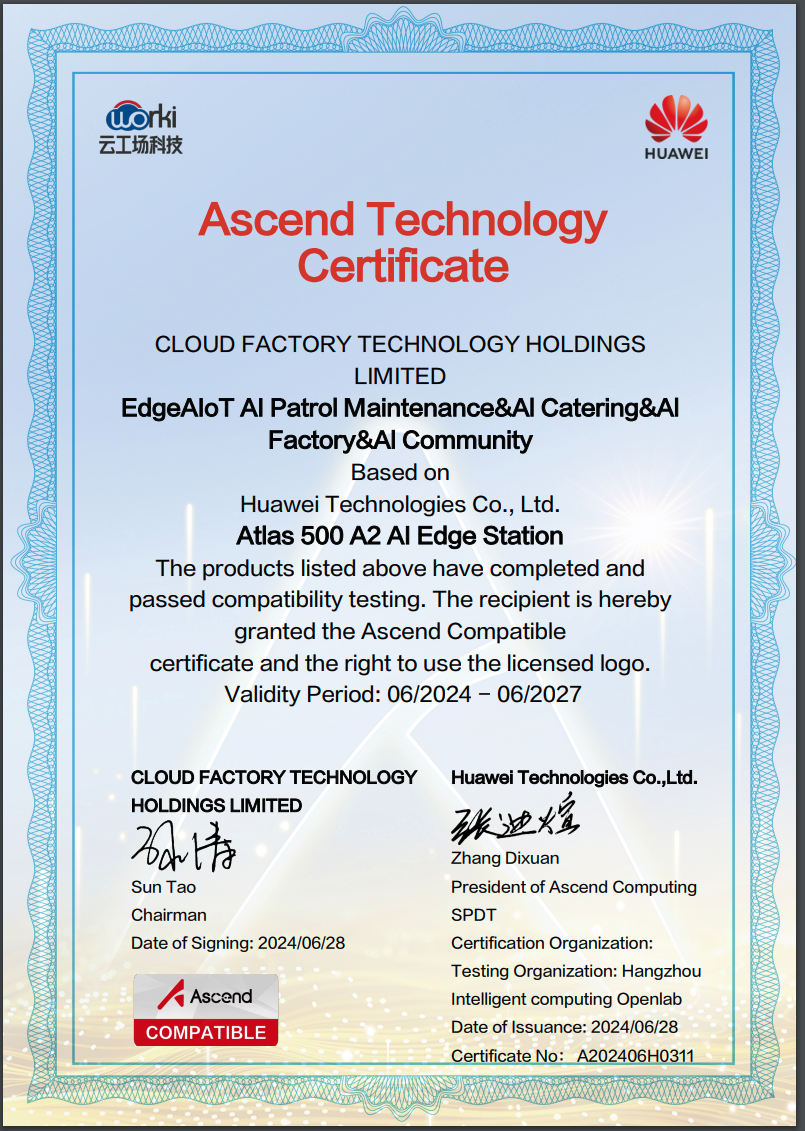 worki
云工场科技
HUAWEI
Ascend Technology
Certificate
CLOUD FACTORY TECHNOLOGY HOLDINGS
LIMITED
EdgeAIoT AI Patrol Maintenance&AI Catering&AI
Factory&AI Community
Based on
Huawei Technologies Co., Ltd.
Atlas 500 A2 AI Edge Station
The products listed above have completed and
passed compatibility testing. The recipient is hereby
granted the Ascend Compatible
certificate and the right to use the licensed logo.
Validity Period: 06/2024 – 06/2027
CLOUD FACTORY TECHNOLOGY
HOLDINGS LIMITED
Sun Tao
Chairman
Date of Signing: 2024/06/28
Ascend
COMPATIBLE
Huawei Technologies Co.,Ltd.
张迪煊
Zhang Dixuan
President of Ascend Computing
SPDT
Certification Organization:
Testing Organization: Hangzhou
Intelligent computing Openlab
Date of Issuance: 2024/06/28
Certificate No: A202406H0311